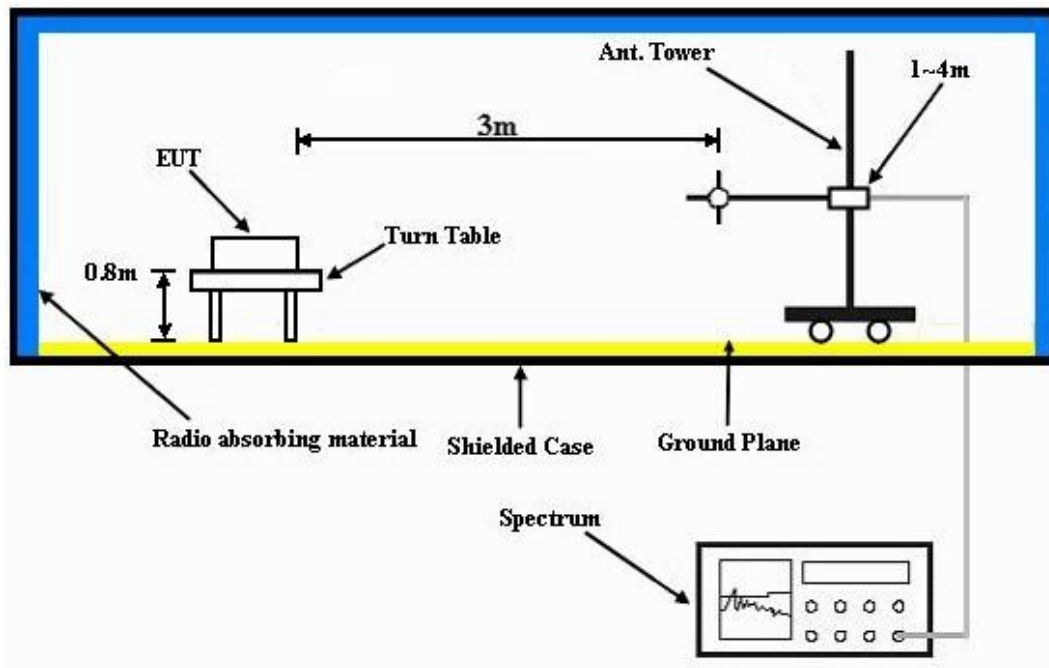 Ant. Tower
1~4m
3m
EUT
Turn Table
0.8m
Radio absorbing material
Shielded Case
Ground Plane
Spectrum